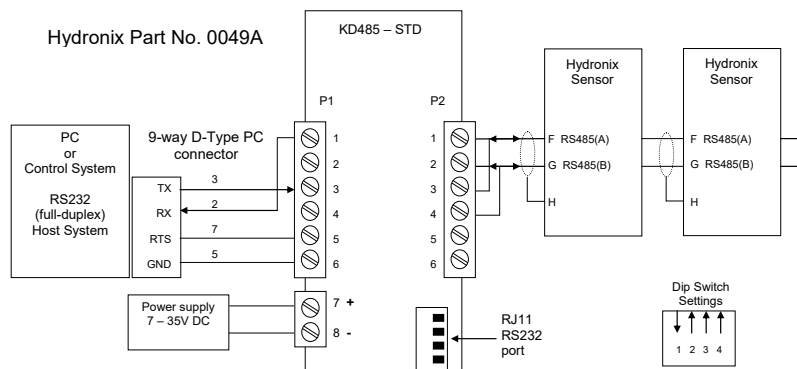 Hydronix Part No. 0049A
KD485 – STD
P1
P2
Hydronix
Sensor
Hydronix
Sensor
PC
or
Control System
RS232
(full-duplex)
Host System
9-way D-Type PC
connector
TX
3
RX
2
RTS
7
GND
5
1
2
3
4
5
6
1
2
3
4
5
6
F RS485(A)
G RS485(B)
H
F RS485(A)
G RS485(B)
H
Power supply
7 – 35V DC
7 +
8 -
RJ11
RS232
port
Dip Switch
Settings
1 2 3 4